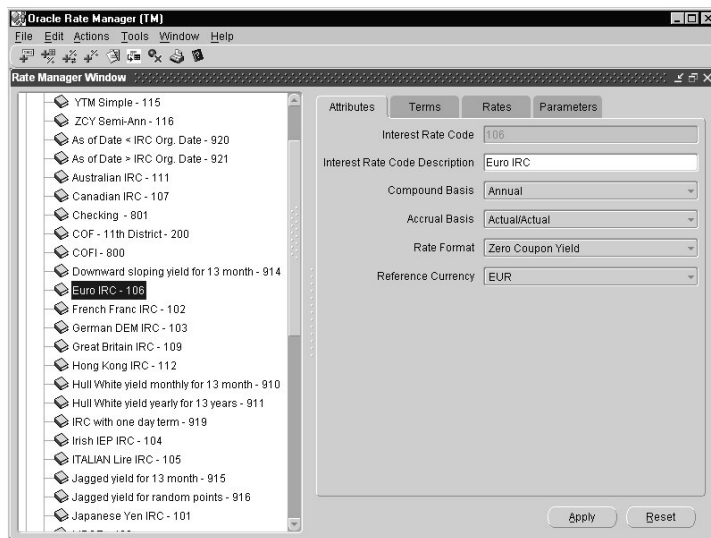 Oracle Rate Manager (TM)
File Edit Actions Tools Window Help
Rate Manager Window
YTM Simple - 115
ZCY Semi-Ann - 116
As of Date < IRC Org. Date - 920
As of Date > IRC Org. Date - 921
Australian IRC - 111
Canadian IRC - 107
Checking - 801
COF - 11th District - 200
COFI - 800
Downward sloping yield for 13 month - 914
Euro IRC - 106
French Franc IRC - 102
German DEM IRC - 103
Great Britain IRC - 109
Hong Kong IRC - 112
Hull White yield monthly for 13 month - 910
Hull White yield yearly for 13 years - 911
IRC with one day term - 919
Irish IEP IRC - 104
ITALIAN Lire IRC - 105
Jagged yield for 13 month - 915
Jagged yield for random points - 916
Japanese Yen IRC - 101
Attributes Terms Rates Parameters
Interest Rate Code 106
Interest Rate Code Description Euro IRC
Compound Basis Annual
Accrual Basis Actual/Actual
Rate Format Zero Coupon Yield
Reference Currency EUR
Apply Reset